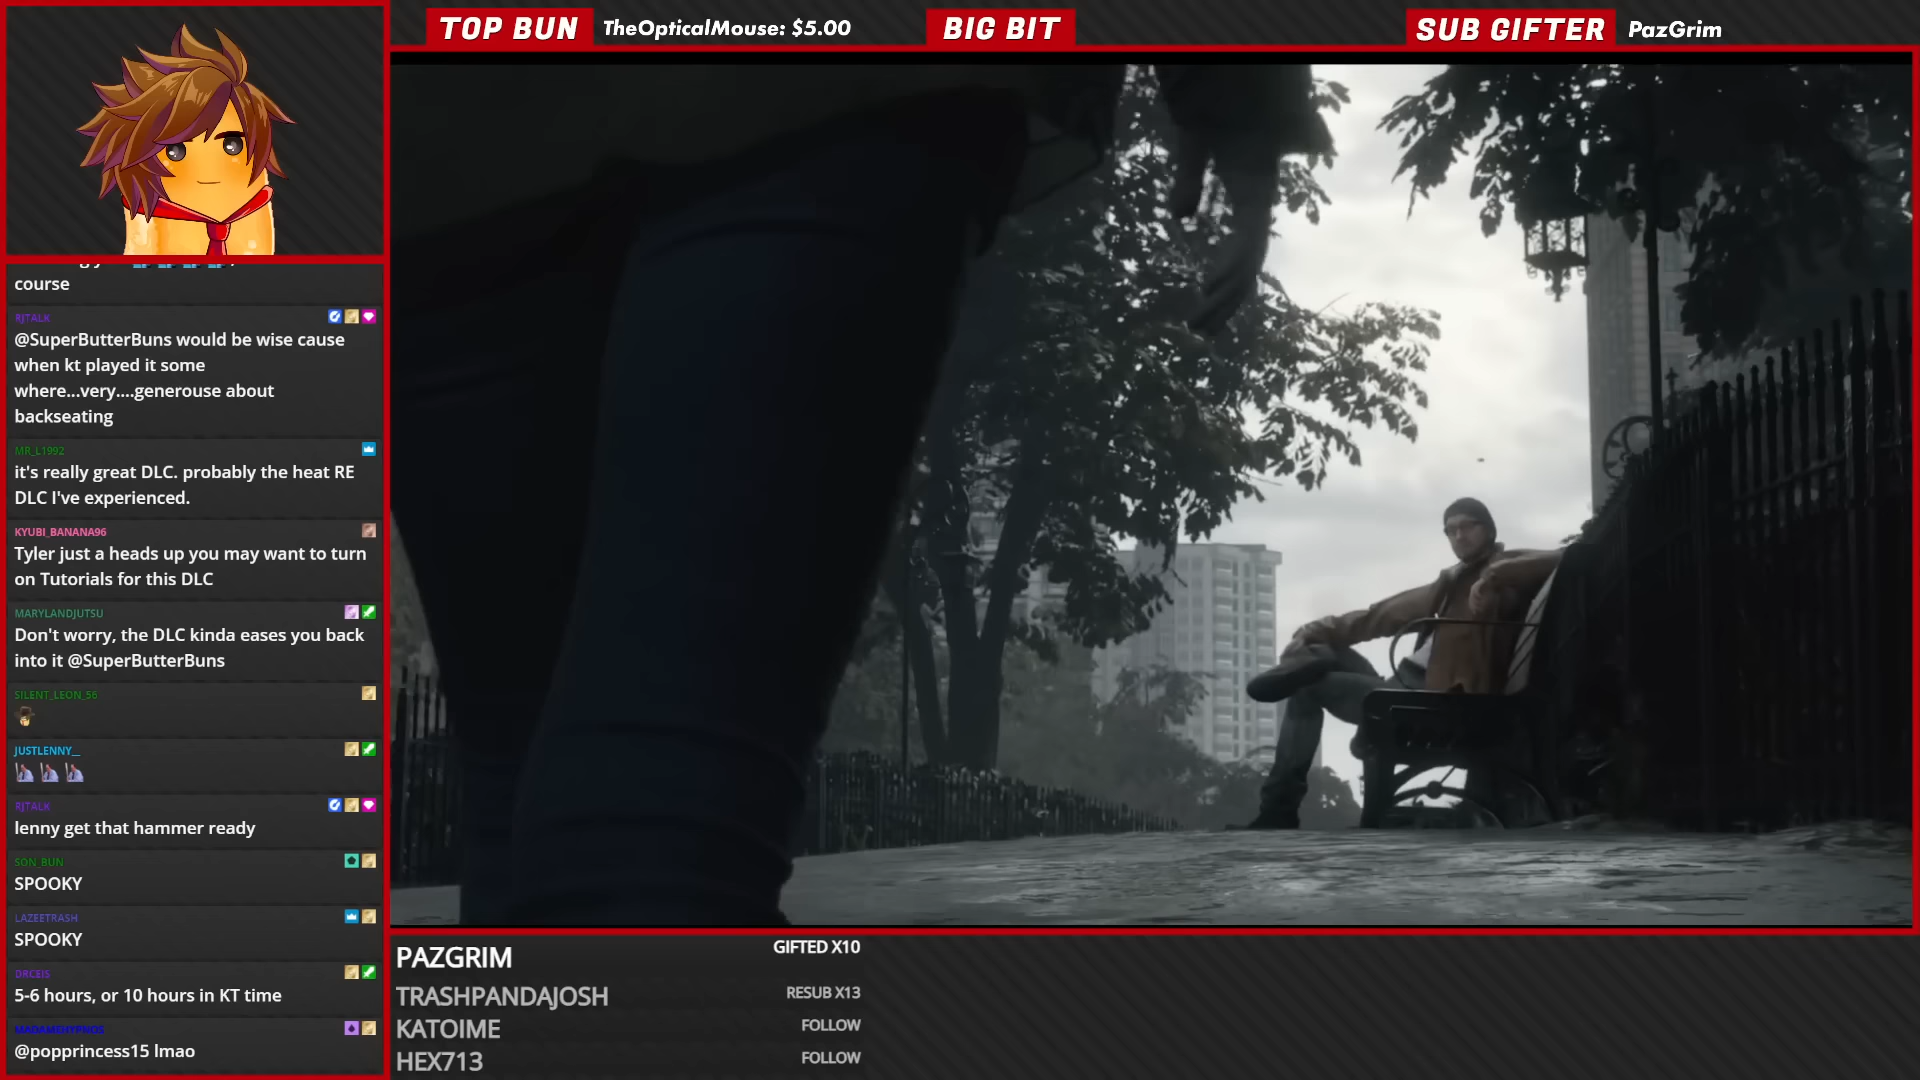 TOP BUN TheOpticalMouse: $5.00 BIG BIT SUB GIFTER PazGrim
course
RJTALK
@SuperButterBuns would be wise cause
when kt played it some
where...very....generouse about
backseating
MR_L1992
it's really great DLC. probably the heat RE
DLC I've experienced.
KYUBI_BANANA96
Tyler just a heads up you may want to turn
on Tutorials for this DLC
MARYLANDJUTSU
Don't worry, the DLC kinda eases you back
into it @SuperButterBuns
SILENT_LEON_56
JUSTLENNY__
RJTALK
lenny get that hammer ready
SON_BUN
SPOOKY
LAZEETRASH
SPOOKY
DRCEIS
5-6 hours, or 10 hours in KT time
MADAMEHYPNOS
@popprincess15 lmao
PAZGRIM GIFTED X10
TRASHPANDAJOSH RESUB X13
KATOIME FOLLOW
HEX713 FOLLOW